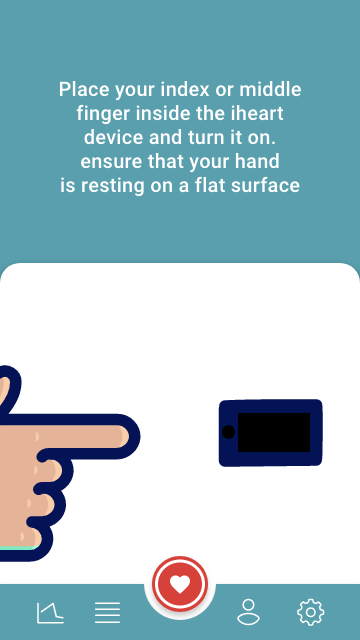 Place your index or middle
finger inside the iheart
device and turn it on.
ensure that your hand
is resting on a flat surface